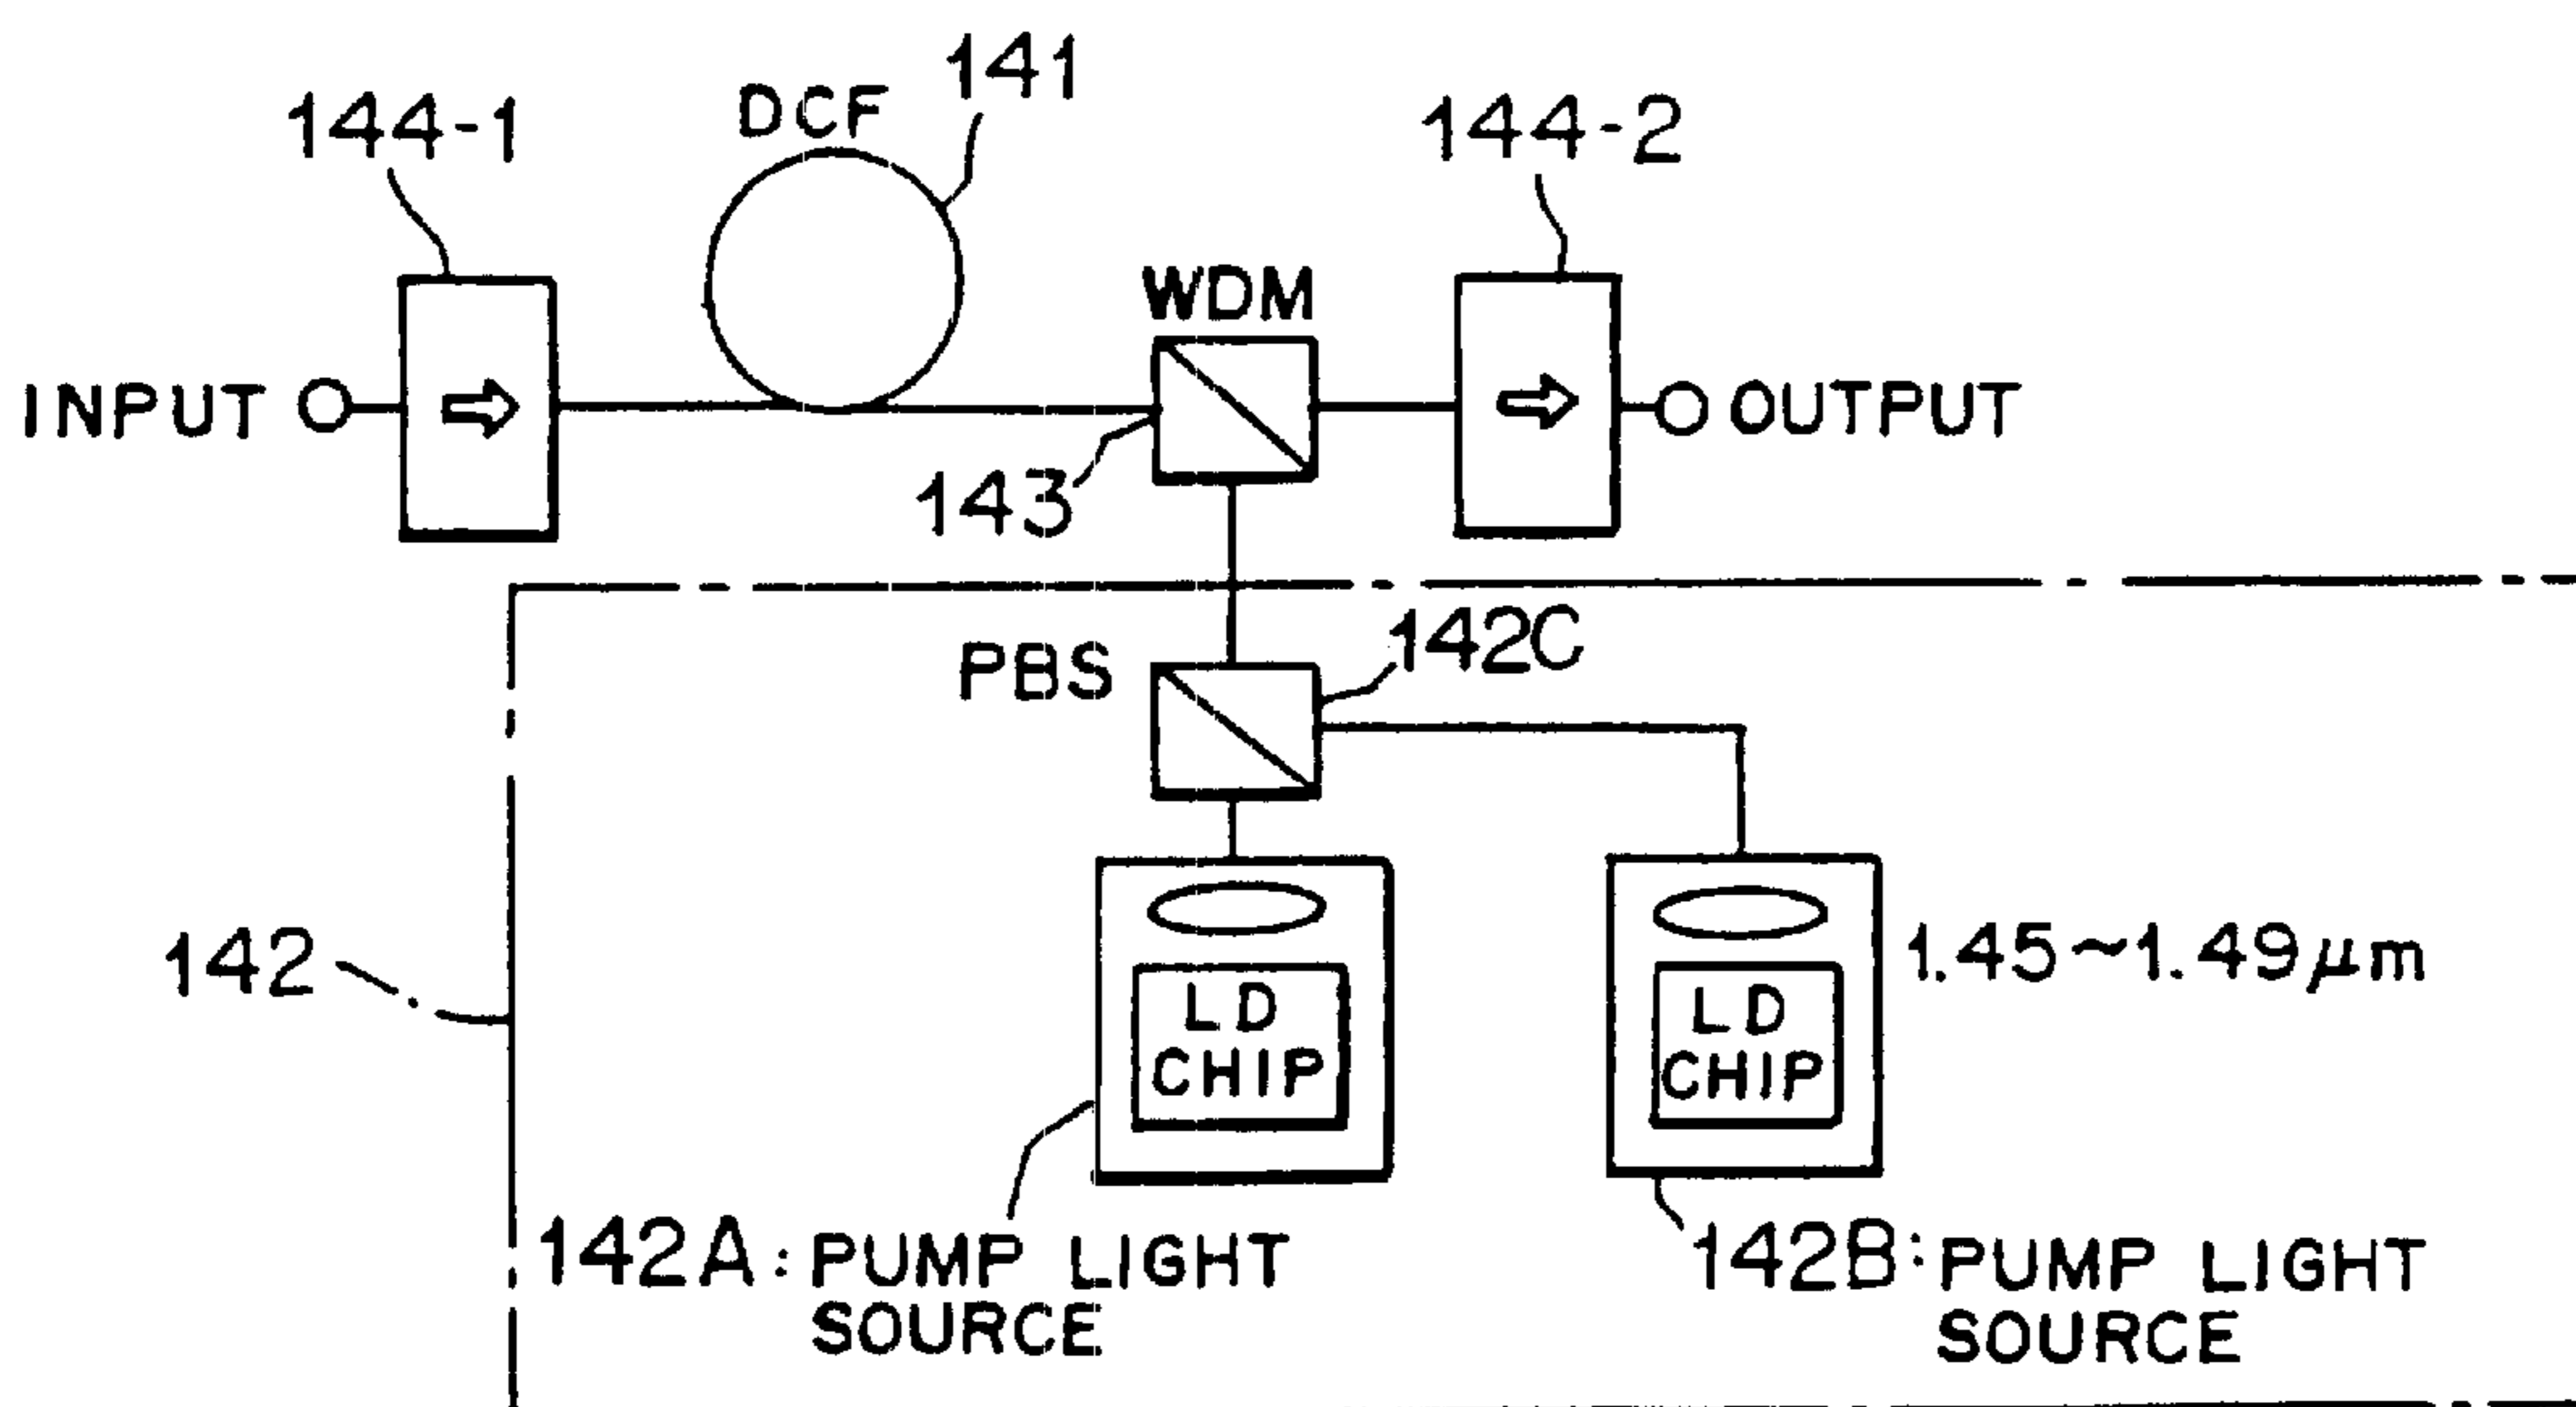 141
DCF
144-1
144-2
WDM
INPUT
OUTPUT
143
142C
PBS
142
1.45~1.49μm
LD
CHIP
LD
CHIP
142A: PUMP LIGHT
SOURCE
142B: PUMP LIGHT
SOURCE